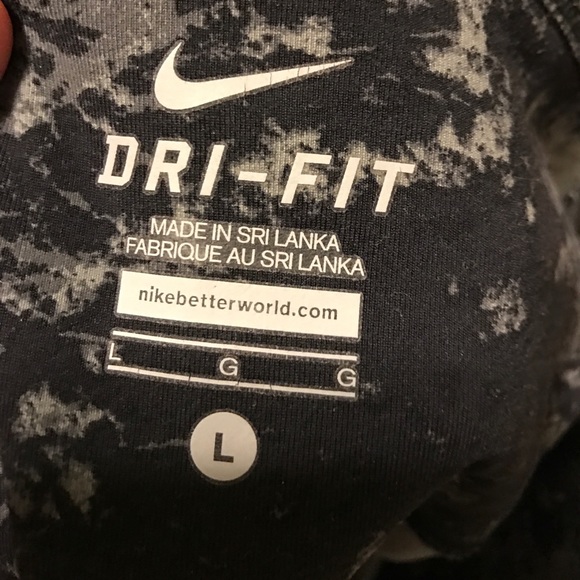 DRI-FIT
MADE IN SRI LANKA
FABRIQUE AU SRI LANKA
nikebetterworld.com
L G G
L